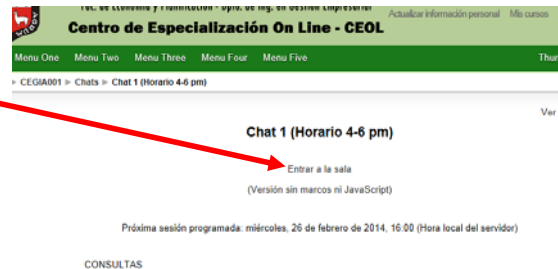 Fac. de Economía y Planificación - Dpto. de Ing. en Gestión Empresarial
Actualizar información personal Mis cursos
Centro de Especialización On Line - CEOL
Menu One Menu Two Menu Three Menu Four Menu Five Thur
CEGIA001 ► Chats ► Chat 1 (Horario 4-6 pm)
Ver
Chat 1 (Horario 4-6 pm)
Entrar a la sala
(Versión sin marcos ni JavaScript)
Próxima sesión programada: miércoles, 26 de febrero de 2014, 16:00 (Hora local del servidor)
CONSULTAS